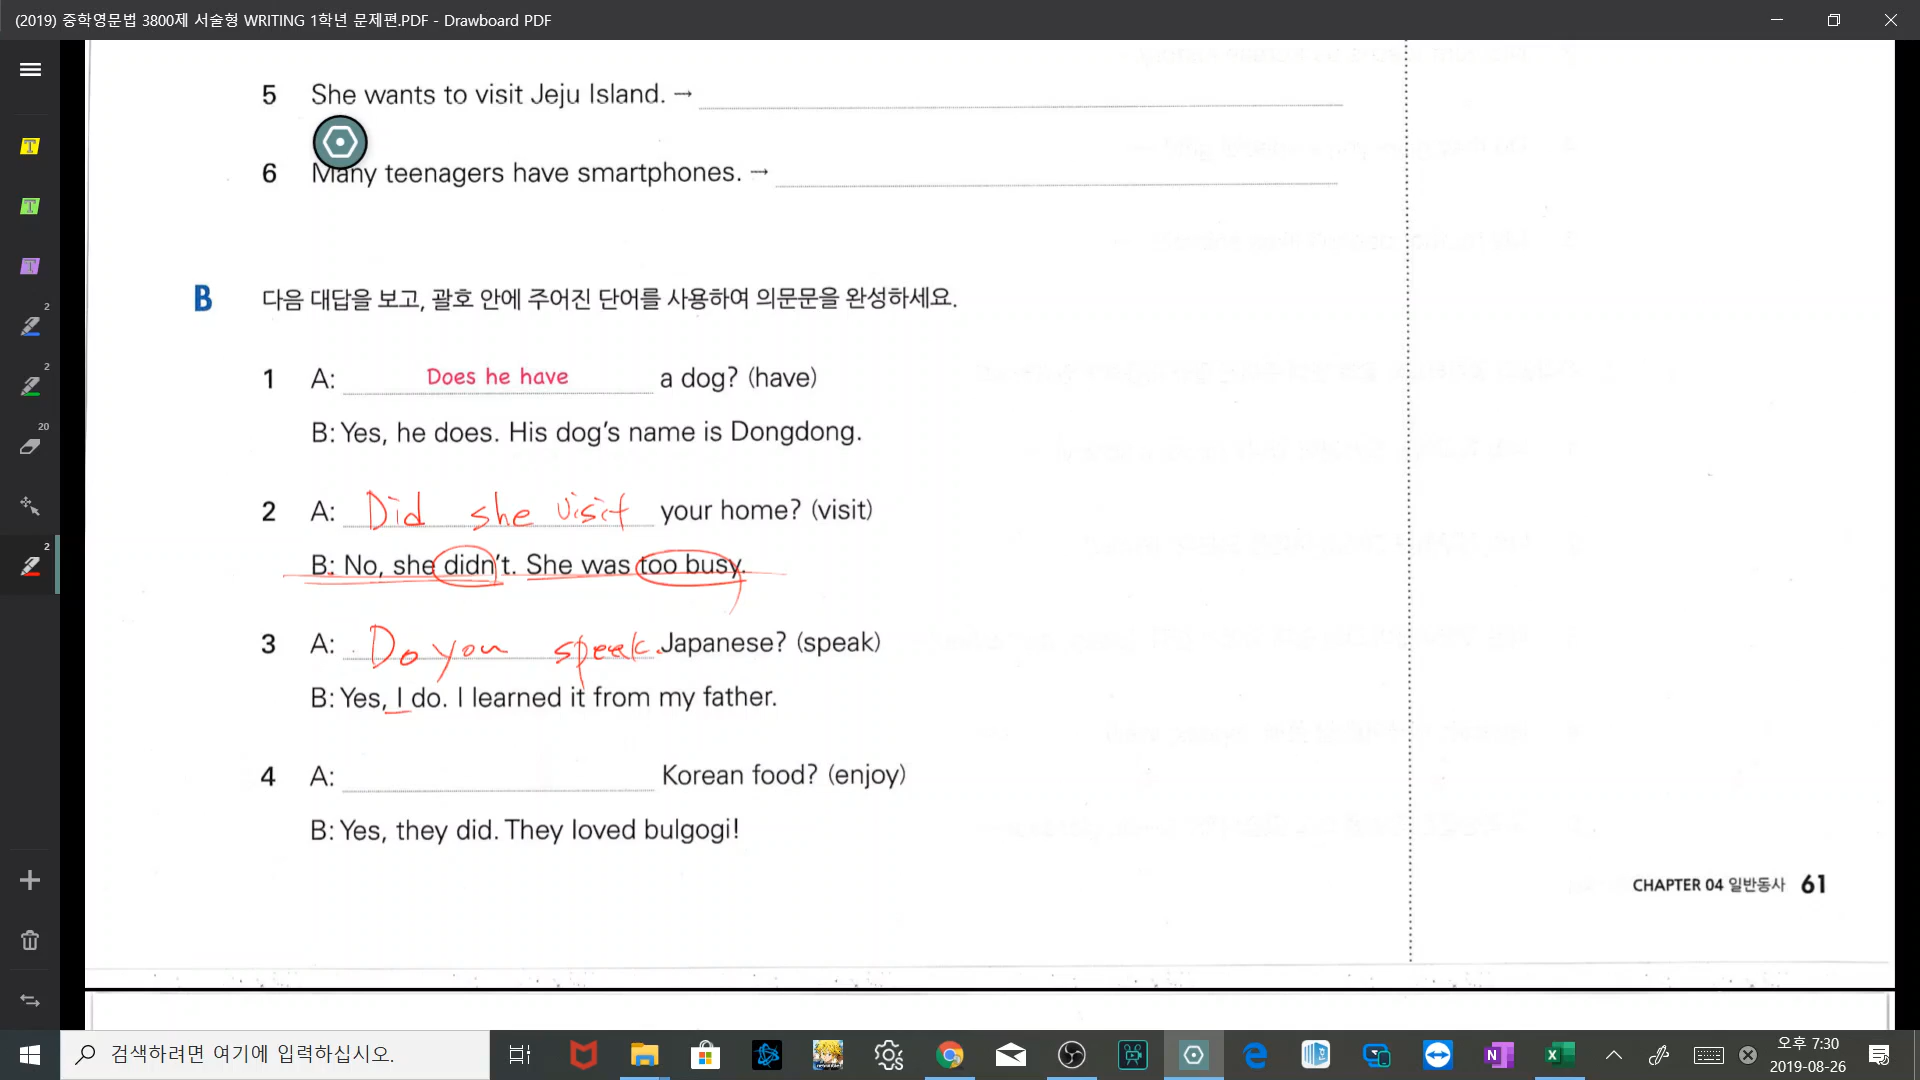 (2019) 중학영문법 3800제 서술형 WRITING 1학년 문제편.PDF - Drawboard PDF
5 She wants to visit Jeju Island. →
6 Many teenagers have smartphones. →
B 다음 대답을 보고, 괄호 안에 주어진 단어를 사용하여 의문문을 완성하세요.
1 A: Does he have a dog? (have)
B: Yes, he does. His dog's name is Dongdong.
2 A: Did she visit your home? (visit)
B: No, she didn't. She was too busy.
3 A: Do you speak Japanese? (speak)
B: Yes, I do. I learned it from my father.
4 A: Korean food? (enjoy)
B: Yes, they did. They loved bulgogi!
CHAPTER 04 일반동사 61
2
2
20
2
검색하려면 여기에 입력하십시오.
오후 7:30
2019-08-26